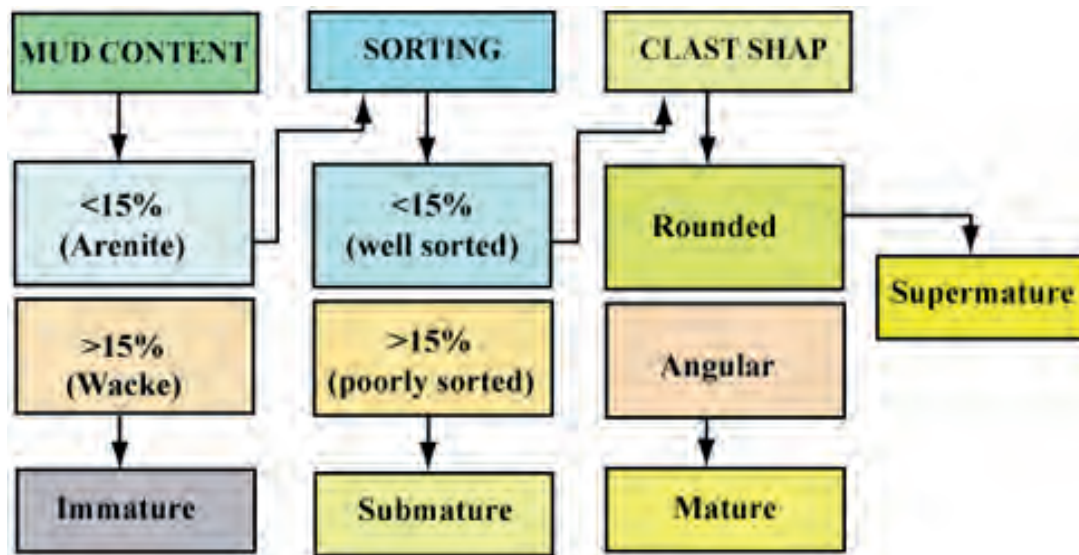 MUD CONTENT
SORTING
CLAST SHAP
<15%
(Arenite)
<15%
(well sorted)
Rounded
Supermature
>15%
(Wacke)
>15%
(poorly sorted)
Angular
Immature
Submature
Mature